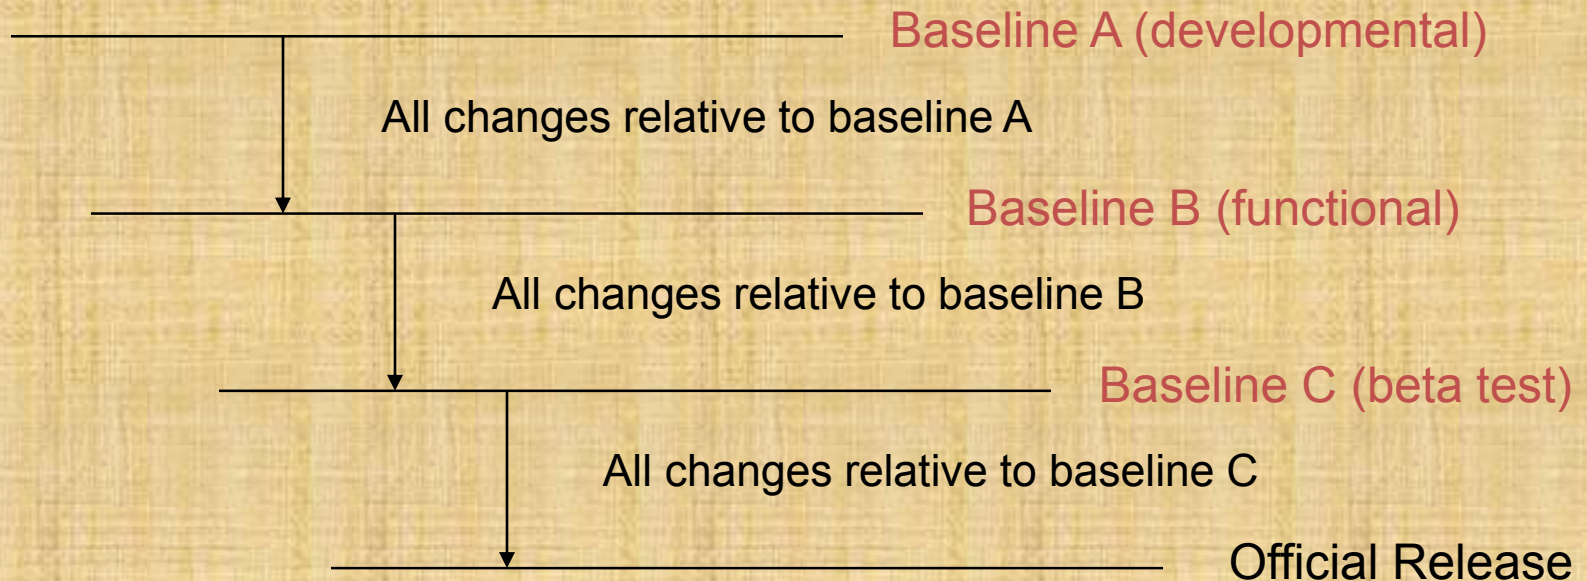 Baseline A (developmental)
All changes relative to baseline A
Baseline B (functional)
All changes relative to baseline B
Baseline C (beta test)
All changes relative to baseline C
Official Release